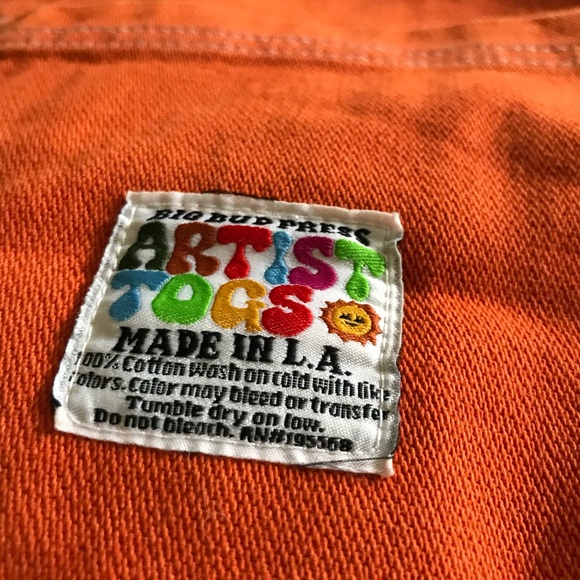 BIG BUD PRESS
ARTIST
TOGS
MADE IN L.A.
100% Cotton wash on cold with like
colors. Color may bleed or transfer
Tumble dry on low.
Do not bleach. RN#195568